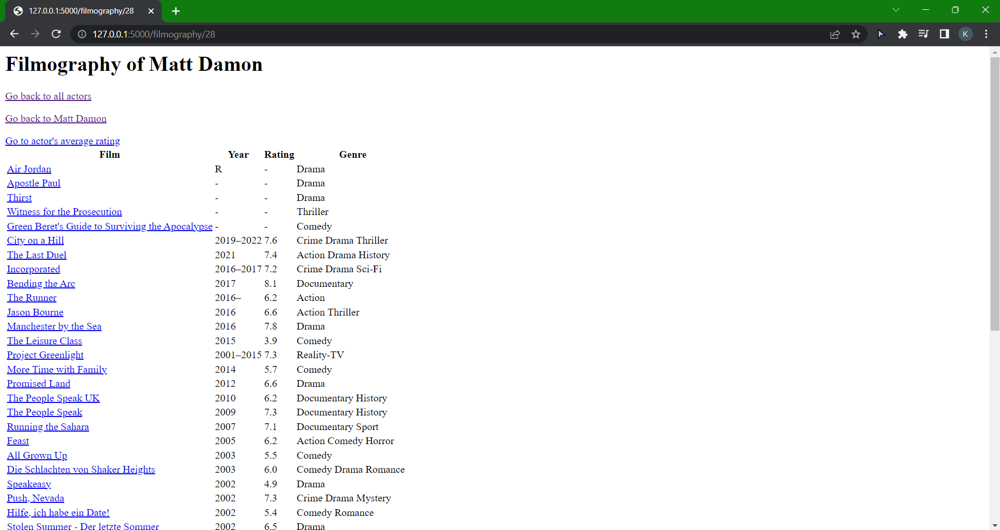 127.0.0.1:5000/filmography/28
127.0.0.1:5000/filmography/28
K
Filmography of Matt Damon
Go back to all actors
Go back to Matt Damon
Go to actor's average rating
Film Year Rating Genre
Air Jordan R - Drama
Apostle Paul - - Drama
Thirst - - Drama
Witness for the Prosecution - - Thriller
Green Beret's Guide to Surviving the Apocalypse - - Comedy
City on a Hill 2019–2022 7.6 Crime Drama Thriller
The Last Duel 2021 7.4 Action Drama History
Incorporated 2016–2017 7.2 Crime Drama Sci-Fi
Bending the Arc 2017 8.1 Documentary
The Runner 2016– 6.2 Action
Jason Bourne 2016 6.6 Action Thriller
Manchester by the Sea 2016 7.8 Drama
The Leisure Class 2015 3.9 Comedy
Project Greenlight 2001–2015 7.3 Reality-TV
More Time with Family 2014 5.7 Comedy
Promised Land 2012 6.6 Drama
The People Speak UK 2010 6.2 Documentary History
The People Speak 2009 7.3 Documentary History
Running the Sahara 2007 7.1 Documentary Sport
Feast 2005 6.2 Action Comedy Horror
All Grown Up 2003 5.5 Comedy
Die Schlachten von Shaker Heights 2003 6.0 Comedy Drama Romance
Speakeasy 2002 4.9 Drama
Push, Nevada 2002 7.3 Crime Drama Mystery
Hilfe, ich habe ein Date! 2002 5.4 Comedy Romance
Stolen Summer - Der letzte Sommer 2002 6.5 Drama